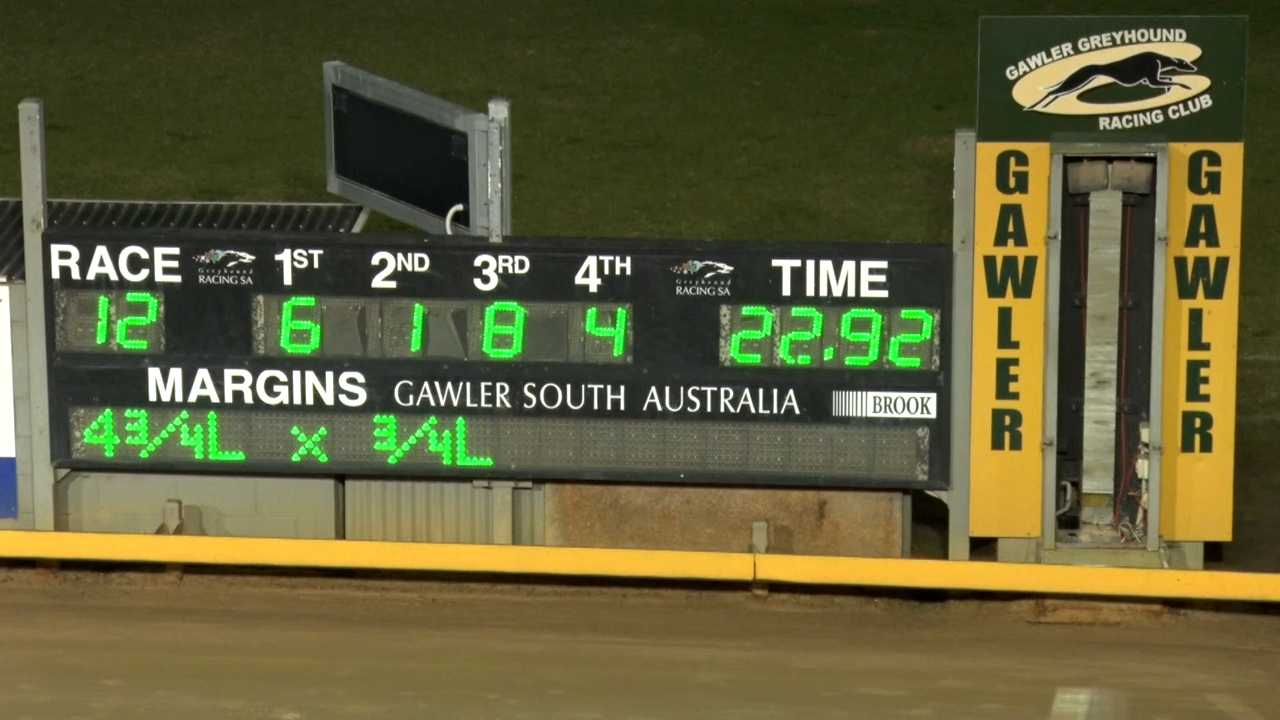 GAWLER GREYHOUND
RACING CLUB
GAWLER
GAWLER
RACE 1ST 2ND 3RD 4TH TIME
Greyhound
RACING SA
Greyhound
RACING SA
12 6 1 8 4 22.92
MARGINS GAWLER SOUTH AUSTRALIA BROOK
4 3/4L x 3/4L